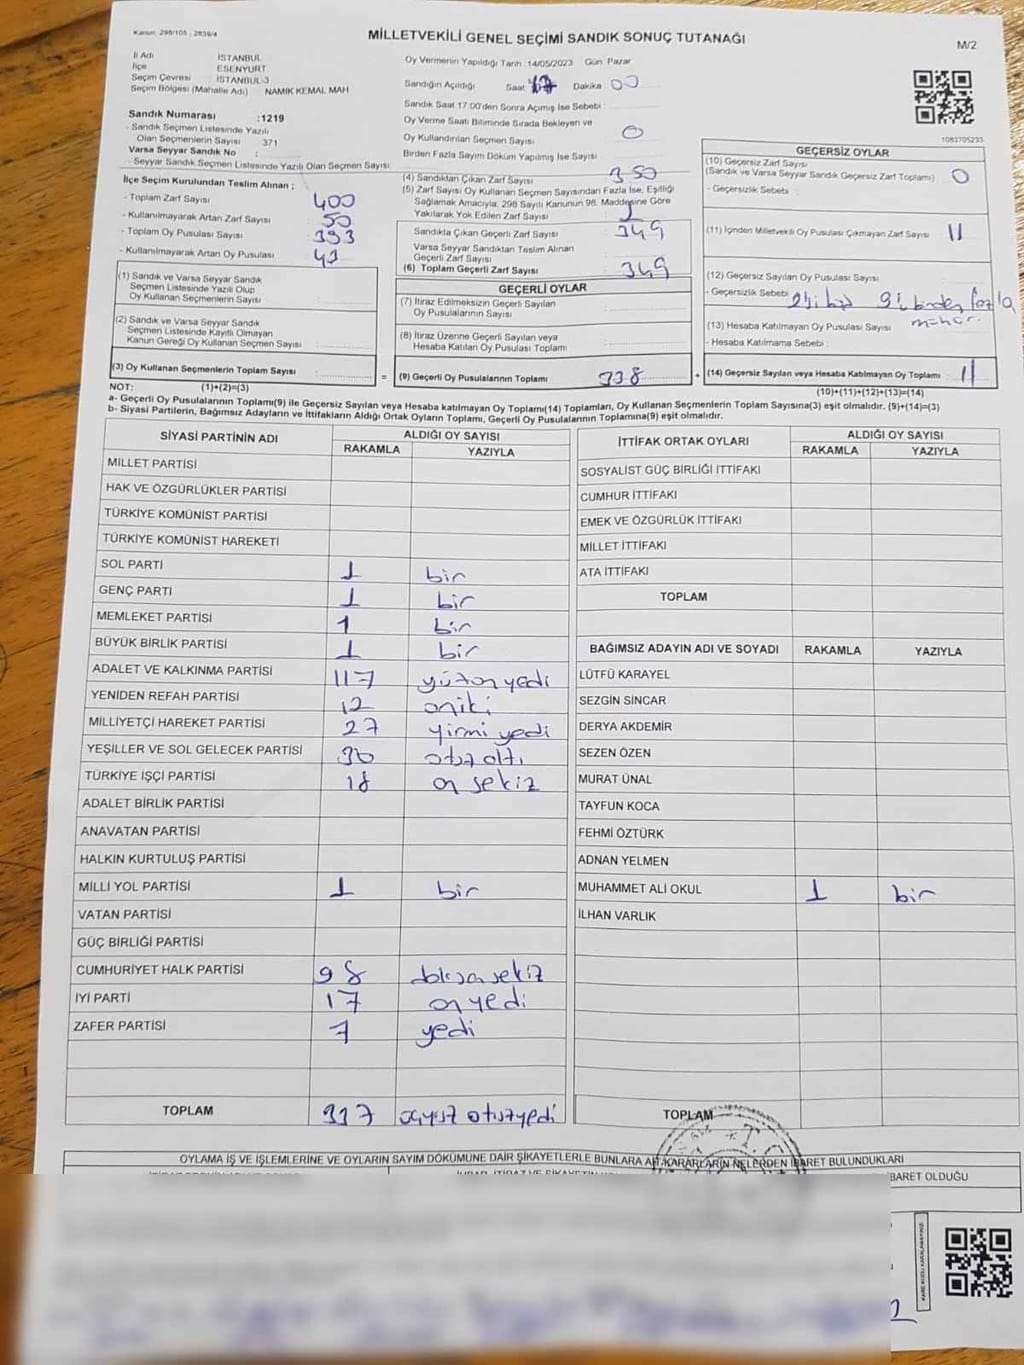 Kanun: 298/105 ; 2839/4
MİLLETVEKİLİ GENEL SEÇİMİ SANDIK SONUÇ TUTANAĞI
M/2
İl Adı İSTANBUL
İlçe ESENYURT
Seçim Çevresi İSTANBUL-3
Seçim Bölgesi (Mahalle Adı) NAMIK KEMAL MAH
Sandık Numarası :1219
- Sandık Seçmen Listesinde Yazılı
Olan Seçmenlerin Sayısı 371
Varsa Seyyar Sandık No :
- Seyyar Sandık Seçmen Listesinde Yazılı Olan Seçmen Sayısı
İlçe Seçim Kurulundan Teslim Alınan ;
- Toplam Zarf Sayısı 400
- Kullanılmayarak Artan Zarf Sayısı 50
- Toplam Oy Pusulası Sayısı 393
- Kullanılmayarak Artan Oy Pusulası 43
(1) Sandık ve Varsa Seyyar Sandık
Seçmen Listesinde Yazılı Olup
Oy Kullanan Seçmenlerin Sayısı :
(2) Sandık ve Varsa Seyyar Sandık
Seçmen Listesinde Kayıtlı Olmayan
Kanun Gereği Oy Kullanan Seçmen Sayısı :
(3) Oy Kullanan Seçmenlerin Toplam Sayısı :
Oy Vermenin Yapıldığı Tarih :14/05/2023 Gün Pazar
Sandığın Açıldığı Saat 17 Dakika : 00
Sandık Saat 17.00'den Sonra Açımış İse Sebebi :
Oy Verme Saati Bitiminde Sırada Bekleyen ve
Oy Kullandırılan Seçmen Sayısı : 0
Birden Fazla Sayım Döküm Yapılmış İse Sayısı :
(4) Sandıktan Çıkan Zarf Sayısı : 350
(5) Zarf Sayısı Oy Kullanan Seçmen Sayısından Fazla İse, Eşitliği
Sağlamak Amacıyla, 298 Sayılı Kanunun 98. Maddesine Göre
Yakılarak Yok Edilen Zarf Sayısı : 1
Sandıkta Çıkan Geçerli Zarf Sayısı : 349
Varsa Seyyar Sandıktan Teslim Alınan
Geçerli Zarf Sayısı :
(6) Toplam Geçerli Zarf Sayısı : 349
GEÇERLİ OYLAR
(7) İtiraz Edilmeksizin Geçerli Sayılan
Oy Pusulalarının Sayısı :
(8) İtiraz Üzerine Geçerli Sayılan veya
Hesaba Katılan Oy Pusulası Toplamı :
= (9) Geçerli Oy Pusulalarının Toplamı : 338 +
1083705233
GEÇERSİZ OYLAR
(10) Geçersiz Zarf Sayısı
(Sandık ve Varsa Seyyar Sandık Geçersiz Zarf Toplamı) : 0
- Geçersizlik Sebebi :
(11) İçinden Milletvekili Oy Pusulası Çıkmayan Zarf Sayısı : 11
(12) Geçersiz Sayılan Oy Pusulası Sayısı :
- Geçersizlik Sebebi : birden fazla
mühür
(13) Hesaba Katılmayan Oy Pusulası Sayısı :
- Hesaba Katılmama Sebebi :
(14) Geçersiz Sayılan veya Hesaba Katılmayan Oy Toplamı : 11
NOT: (1)+(2)=(3) (10)+(11)+(12)+(13)=(14)
a- Geçerli Oy Pusulalarının Toplamı(9) ile Geçersiz Sayılan veya Hesaba katılmayan Oy Toplamı(14) Toplamları, Oy Kullanan Seçmenlerin Toplam Sayısına(3) eşit olmalıdır. (9)+(14)=(3)
b- Siyasi Partilerin, Bağımsız Adayların ve İttifakların Aldığı Ortak Oyların Toplamı, Geçerli Oy Pusulalarının Toplamına(9) eşit olmalıdır.
SİYASİ PARTİNİN ADI ALDIĞI OY SAYISI
RAKAMLA YAZIYLA
MİLLET PARTİSİ
HAK VE ÖZGÜRLÜKLER PARTİSİ
TÜRKİYE KOMÜNİST PARTİSİ
TÜRKİYE KOMÜNİST HAREKETİ
SOL PARTİ 1 bir
GENÇ PARTİ 1 bir
MEMLEKET PARTİSİ 1 bir
BÜYÜK BİRLİK PARTİSİ 1 bir
ADALET VE KALKINMA PARTİSİ 117 yüzonyedi
YENİDEN REFAH PARTİSİ 12 oniki
MİLLİYETÇİ HAREKET PARTİSİ 27 yirmi yedi
YEŞİLLER VE SOL GELECEK PARTİSİ 36 otuz altı
TÜRKİYE İŞÇİ PARTİSİ 18 on sekiz
ADALET BİRLİK PARTİSİ
ANAVATAN PARTİSİ
HALKIN KURTULUŞ PARTİSİ
MİLLİ YOL PARTİSİ 1 bir
VATAN PARTİSİ
GÜÇ BİRLİĞİ PARTİSİ
CUMHURİYET HALK PARTİSİ 98 doksan sekiz
İYİ PARTİ 17 on yedi
ZAFER PARTİSİ 7 yedi
TOPLAM 337 üçyüz otuzyedi
İTTİFAK ORTAK OYLARI ALDIĞI OY SAYISI
RAKAMLA YAZIYLA
SOSYALİST GÜÇ BİRLİĞİ İTTİFAKI
CUMHUR İTTİFAKI
EMEK VE ÖZGÜRLÜK İTTİFAKI
MİLLET İTTİFAKI
ATA İTTİFAKI
TOPLAM
BAĞIMSIZ ADAYIN ADI VE SOYADI RAKAMLA YAZIYLA
LÜTFÜ KARAYEL
SEZGİN SİNCAR
DERYA AKDEMİR
SEZEN ÖZEN
MURAT ÜNAL
TAYFUN KOCA
FEHMİ ÖZTÜRK
ADNAN YELMEN
MUHAMMET ALİ OKUL 1 bir
İLHAN VARLIK
TOPLAM
OYLAMA İŞ VE İŞLEMLERİNE VE OYLARIN SAYIM DÖKÜMÜNE DAİR ŞİKAYETLERLE BUNLARA AİT KARARLARIN NELERDEN İBARET BULUNDUKLARI
BARET OLDUĞU
KARE KODU KARALAMAYINIZ